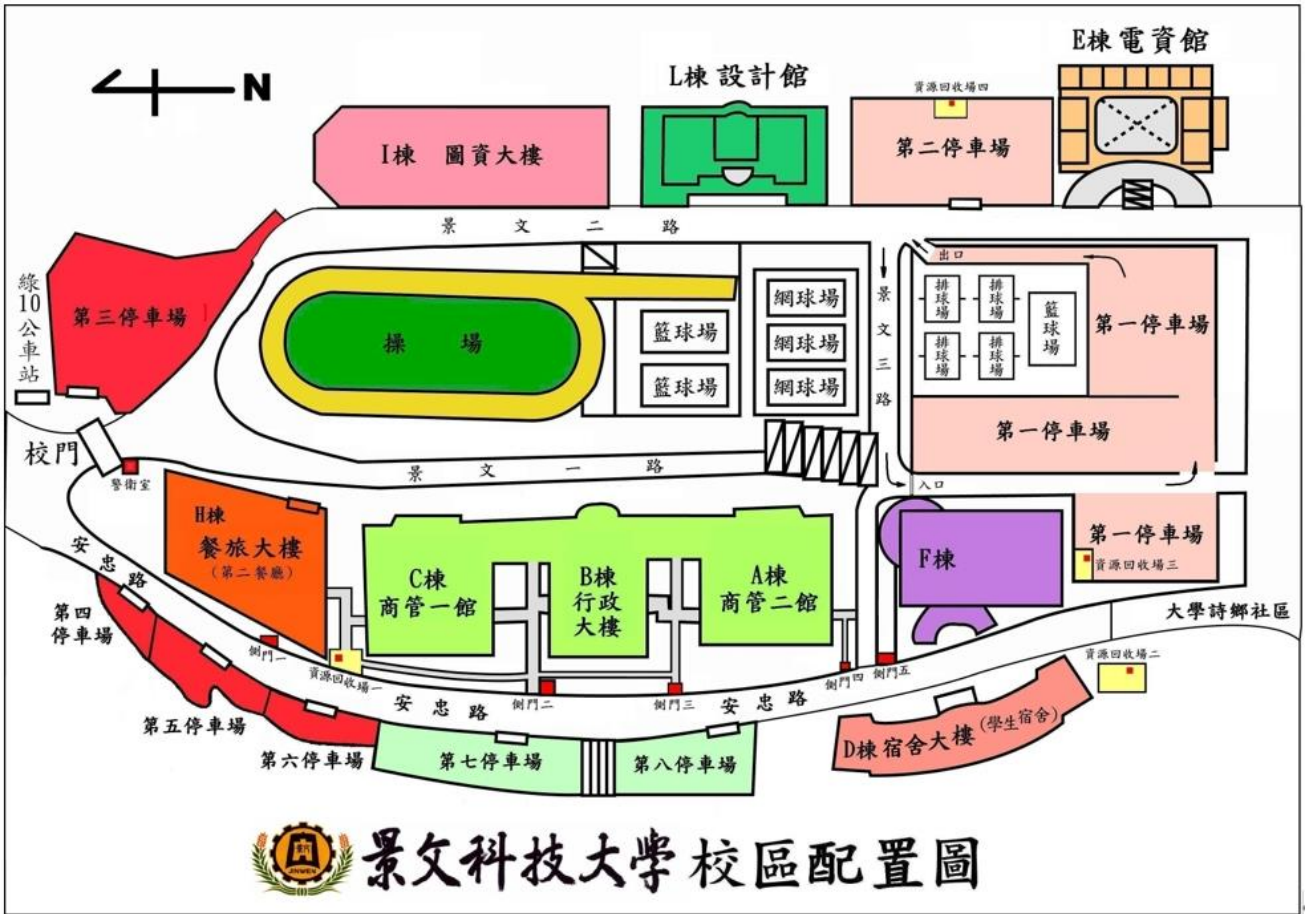 E棟電資館
L棟設計館
N
資源回收場四
I棟 圖資大樓
第二停車場
景文二路
出口
綠10公車站
第三停車場
操場
籃球場
籃球場
網球場
網球場
網球場
景文三路
排球場
排球場
排球場
排球場
籃球場
第一停車場
第一停車場
校門
警衛室
景文一路
入口
H棟
餐旅大樓
(第二餐廳)
C棟
商管一館
B棟
行政
大樓
A棟
商管二館
F棟
第一停車場
資源回收場三
安忠路
第四
停車場
側門一
資源回收場一
安忠路
側門二
側門三
安忠路
側門四
側門五
大學詩鄉社區
資源回收場二
第五停車場
第六停車場
第七停車場
第八停車場
D棟宿舍大樓(學生宿舍)
景文
JINWEN
景文科技大學校區配置圖